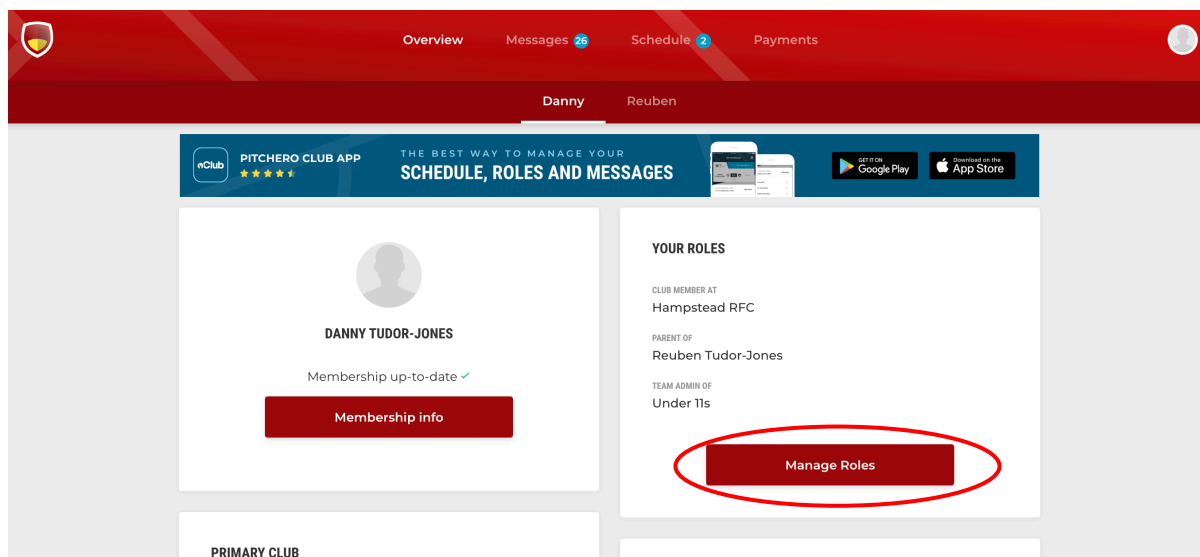 Overview Messages 26 Schedule 2 Payments
Danny Reuben
Club
PITCHERO CLUB APP
THE BEST WAY TO MANAGE YOUR
SCHEDULE, ROLES AND MESSAGES
GET IT ON
Google Play
Download on the
App Store
DANNY TUDOR-JONES
Membership up-to-date
Membership info
PRIMARY CLUB
YOUR ROLES
CLUB MEMBER AT
Hampstead RFC
PARENT OF
Reuben Tudor-Jones
TEAM ADMIN OF
Under 11s
Manage Roles